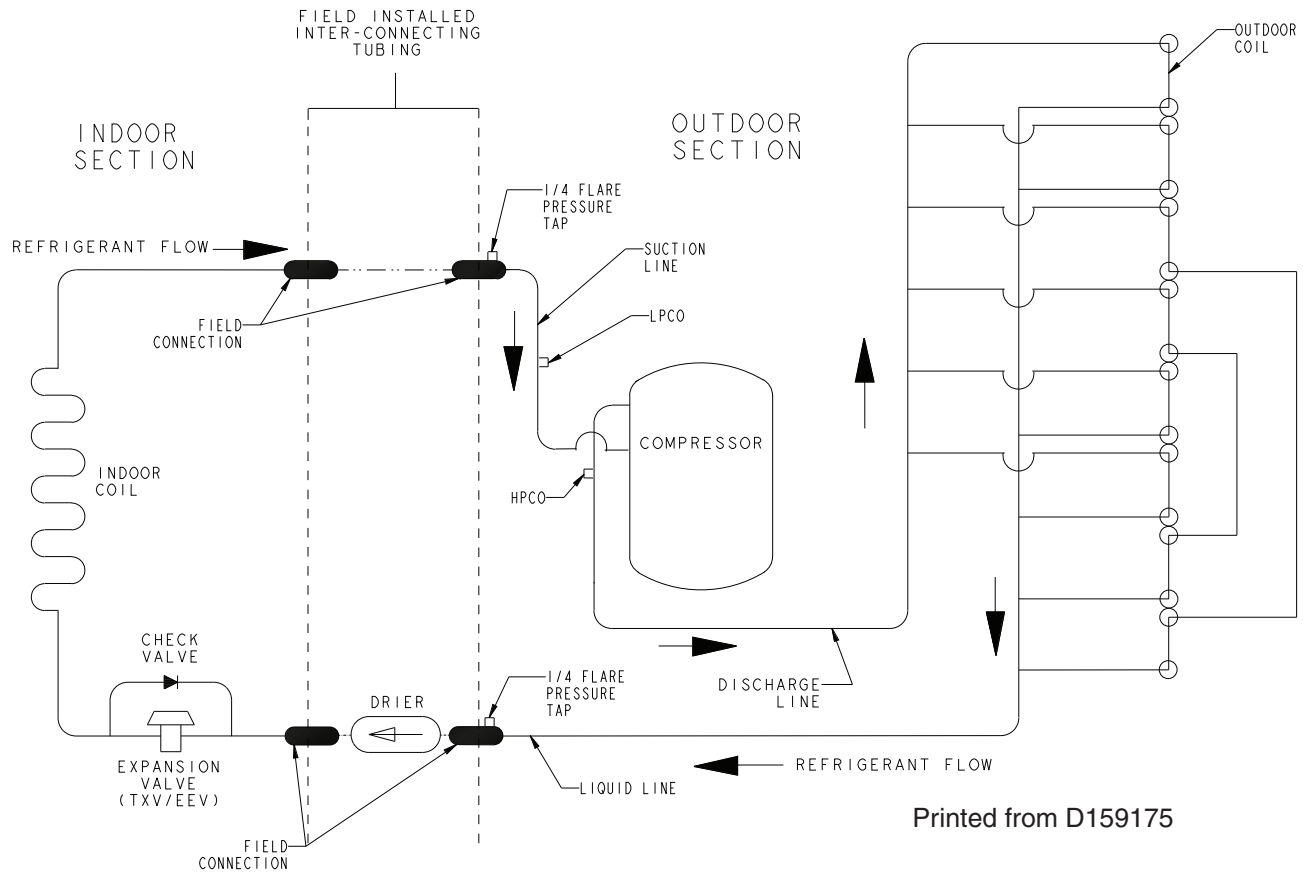 FIELD INSTALLED
INTER-CONNECTING
TUBING
OUTDOOR
COIL
INDOOR
SECTION
OUTDOOR
SECTION
1/4 FLARE
PRESSURE
TAP
REFRIGERANT FLOW
SUCTION
LINE
LPCO
FIELD
CONNECTION
COMPRESSOR
INDOOR
COIL
HPCO
CHECK
VALVE
1/4 FLARE
PRESSURE
TAP
DISCHARGE
LINE
DRIER
EXPANSION
VALVE
(TXV/EEV)
REFRIGERANT FLOW
LIQUID LINE
Printed from D159175
FIELD
CONNECTION